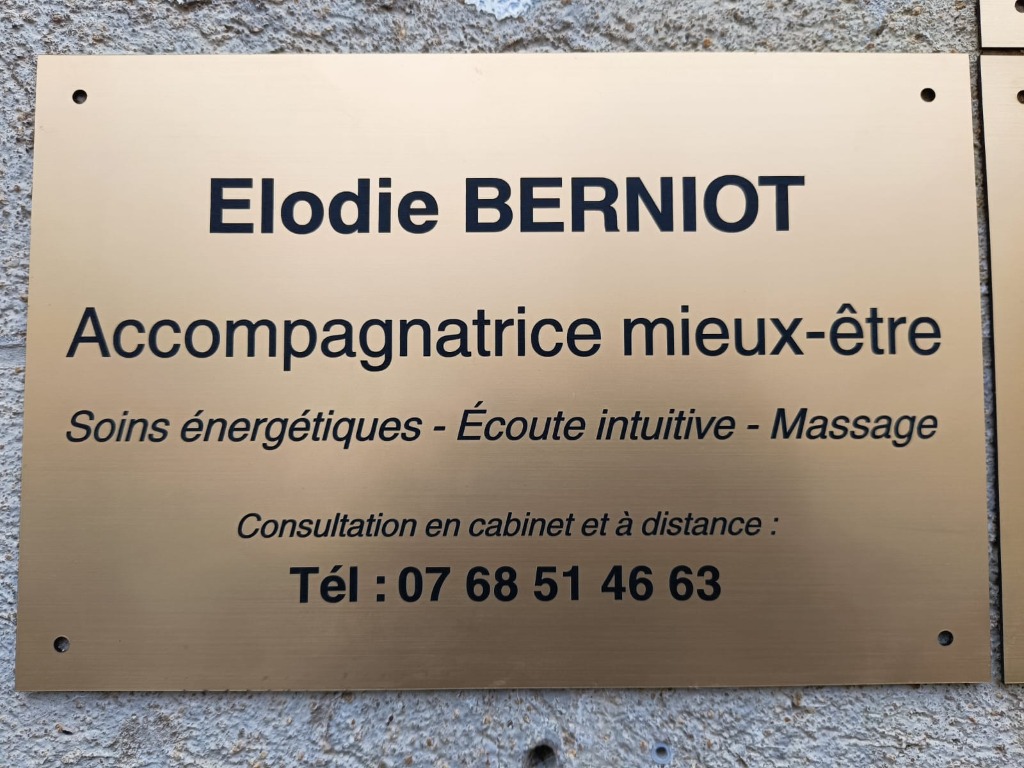 Elodie BERNIOT
Accompagnatrice mieux-être
Soins énergétiques - Écoute intuitive - Massage
Consultation en cabinet et à distance :
Tél : 07 68 51 46 63